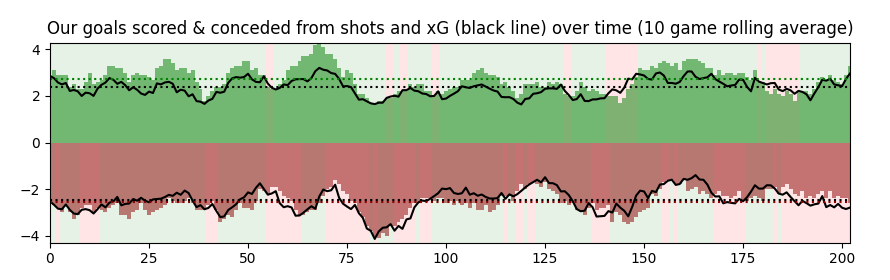 Our goals scored & conceded from shots and xG (black line) over time (10 game rolling average)
4
2
0
−2
−4
0 25 50 75 100 125 150 175 200